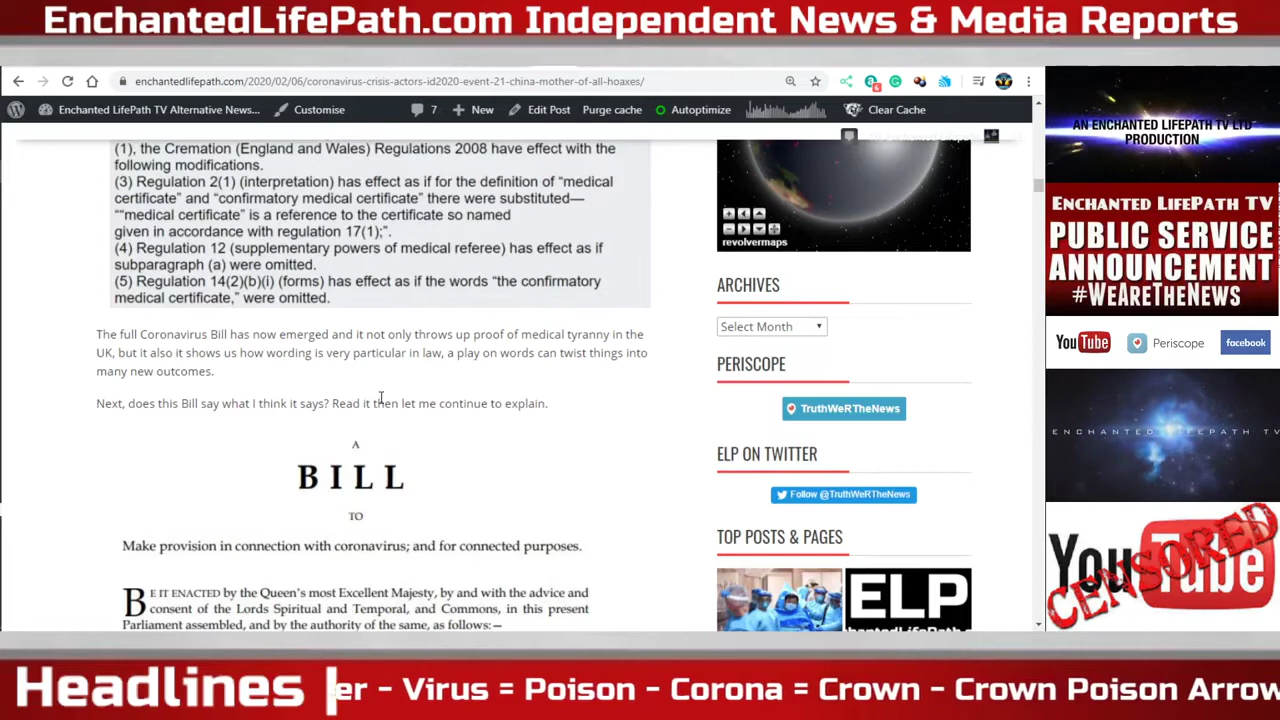 EnchantedLifePath.com Independent News & Media Reports
enchantedlifepath.com/2020/02/06/coronavirus-crisis-actors-id2020-event-21-china-mother-of-all-hoaxes/
Enchanted LifePath TV Alternative News... Customise 7 New Edit Post Purge cache Autoptimize Clear Cache
(1), the Cremation (England and Wales) Regulations 2008 have effect with the
following modifications.
(3) Regulation 2(1) (interpretation) has effect as if for the definition of “medical
certificate” and “confirmatory medical certificate” there were substituted—
““medical certificate” is a reference to the certificate so named
given in accordance with regulation 17(1);”.
(4) Regulation 12 (supplementary powers of medical referee) has effect as if
subparagraph (a) were omitted.
(5) Regulation 14(2)(b)(i) (forms) has effect as if the words “the confirmatory
medical certificate,” were omitted.
The full Coronavirus Bill has now emerged and it not only throws up proof of medical tyranny in the
UK, but it also it shows us how wording is very particular in law, a play on words can twist things into
many new outcomes.
Next, does this Bill say what I think it says? Read it then let me continue to explain.
A
BILL
TO
Make provision in connection with coronavirus; and for connected purposes.
BE IT ENACTED by the Queen's most Excellent Majesty, by and with the advice and
consent of the Lords Spiritual and Temporal, and Commons, in this present
Parliament assembled, and by the authority of the same, as follows:—
revolvermaps
ARCHIVES
Select Month
PERISCOPE
TruthWeRTheNews
ELP ON TWITTER
Follow @TruthWeRTheNews
TOP POSTS & PAGES
ELP
AN ENCHANTED LIFEPATH TV LTD
PRODUCTION
ENCHANTED LIFEPATH TV
PUBLIC SERVICE
ANNOUNCEMENT
#WEARETHENEWS
YouTube Periscope facebook
ENCHANTED LIFEPATH TV
YouTube
CENSORED
Headlines | er - Virus = Poison - Corona = Crown - Crown Poison Arrow